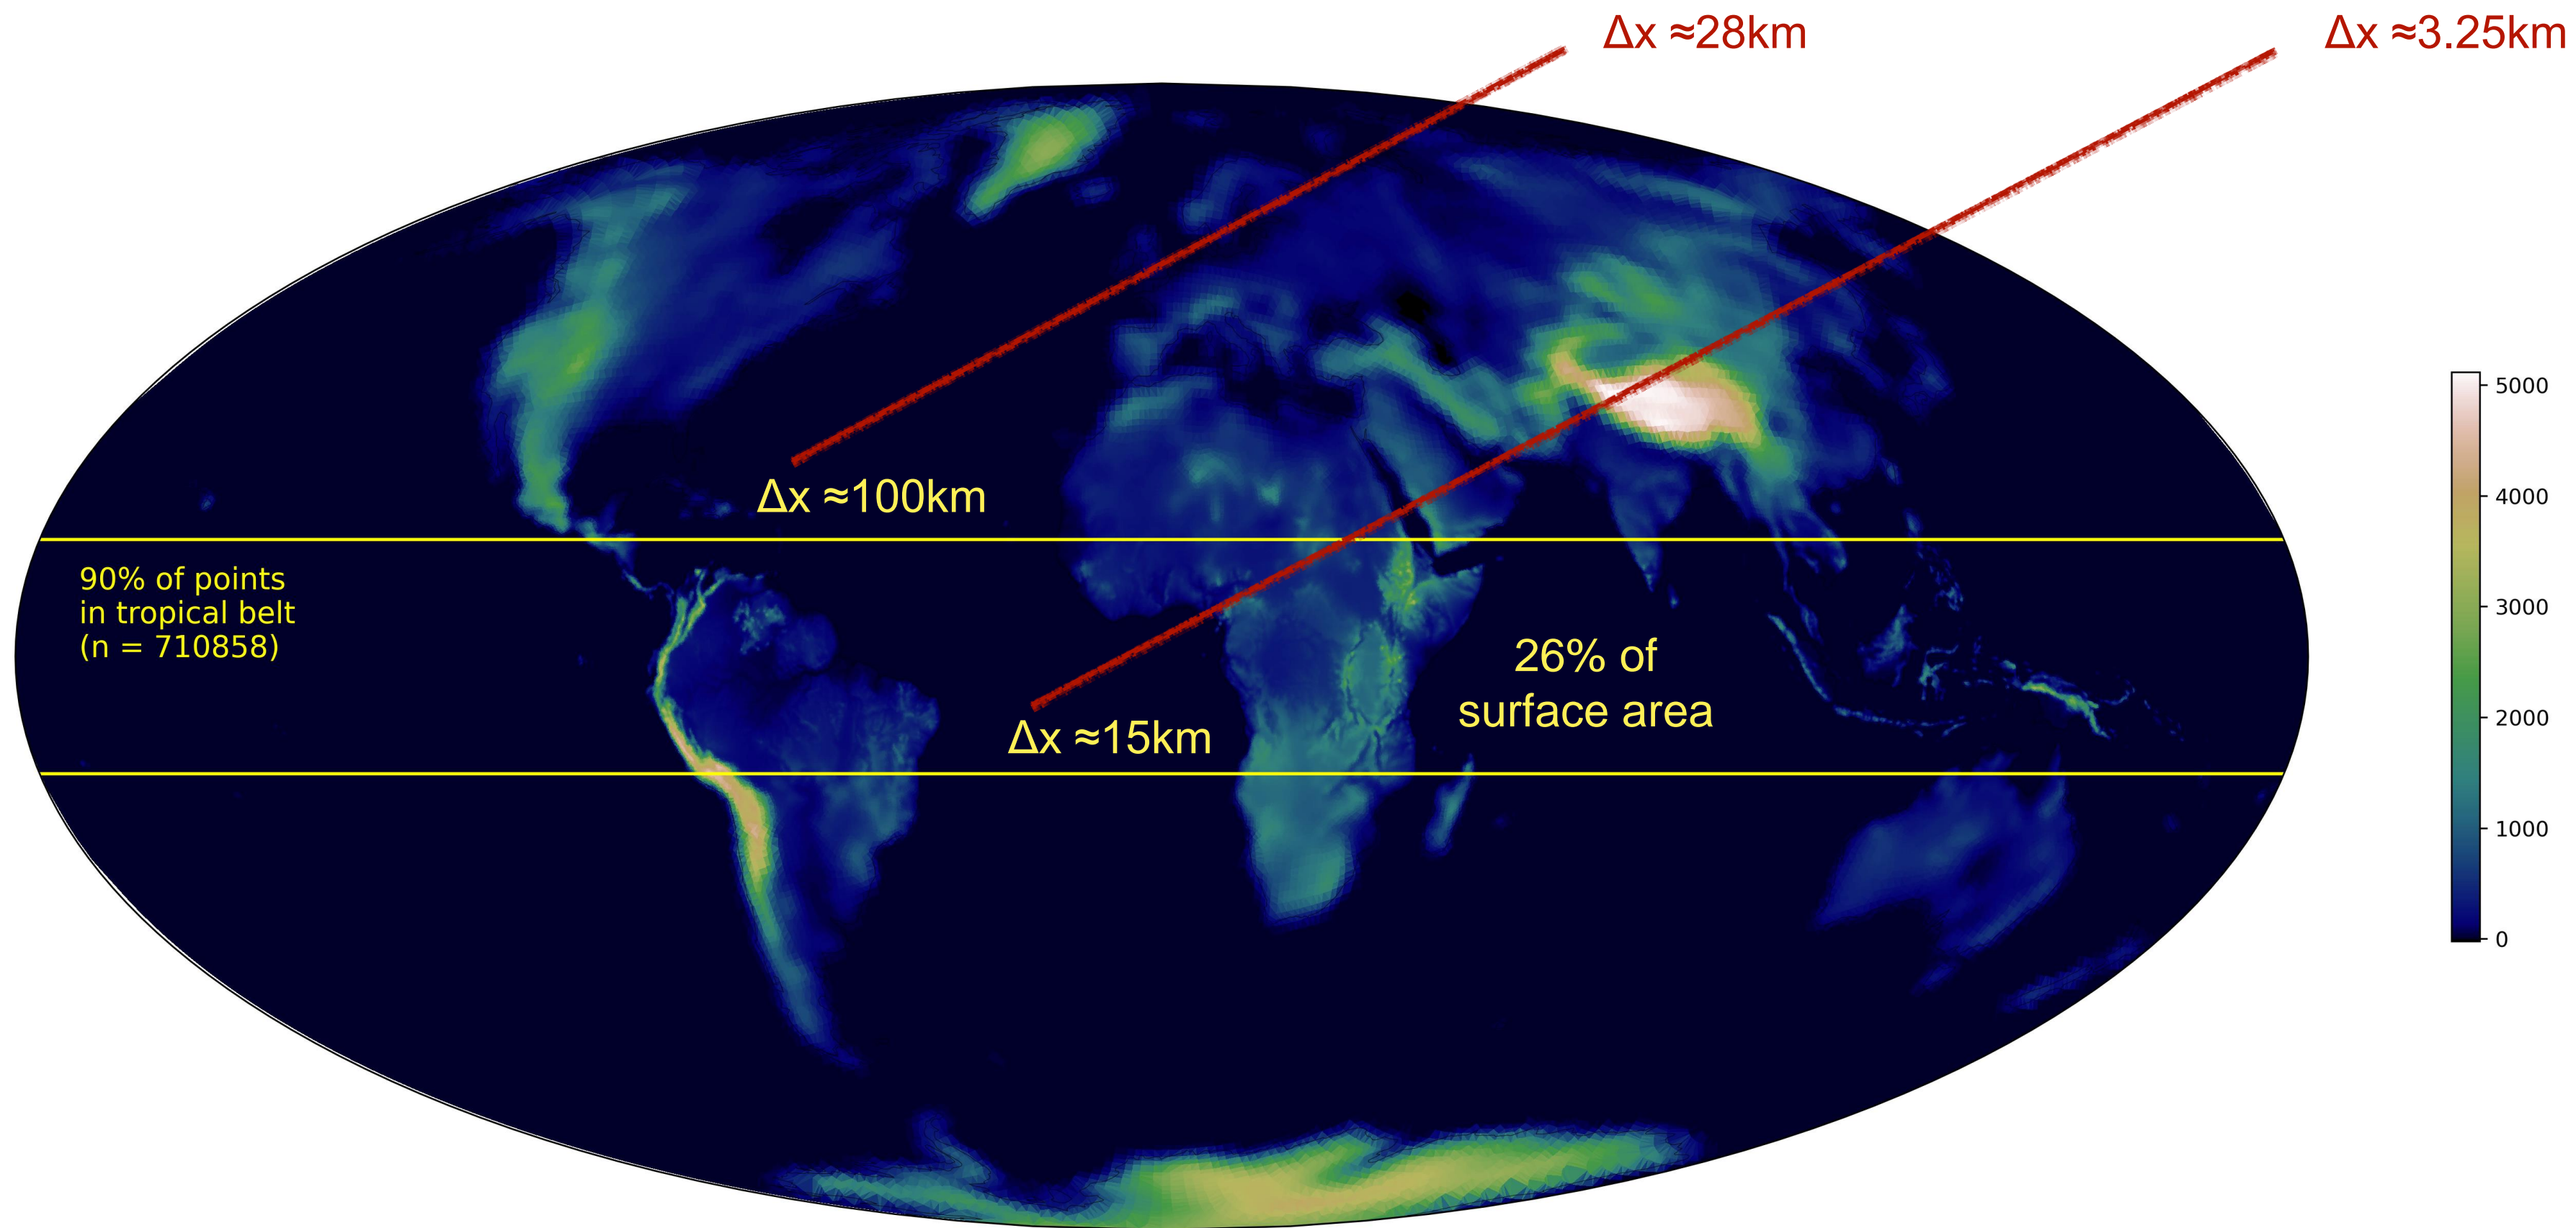 Δx ≈28km
Δx ≈3.25km
Δx ≈100km
90% of points
in tropical belt
(n = 710858)
26% of
surface area
Δx ≈15km
5000
4000
3000
2000
1000
0